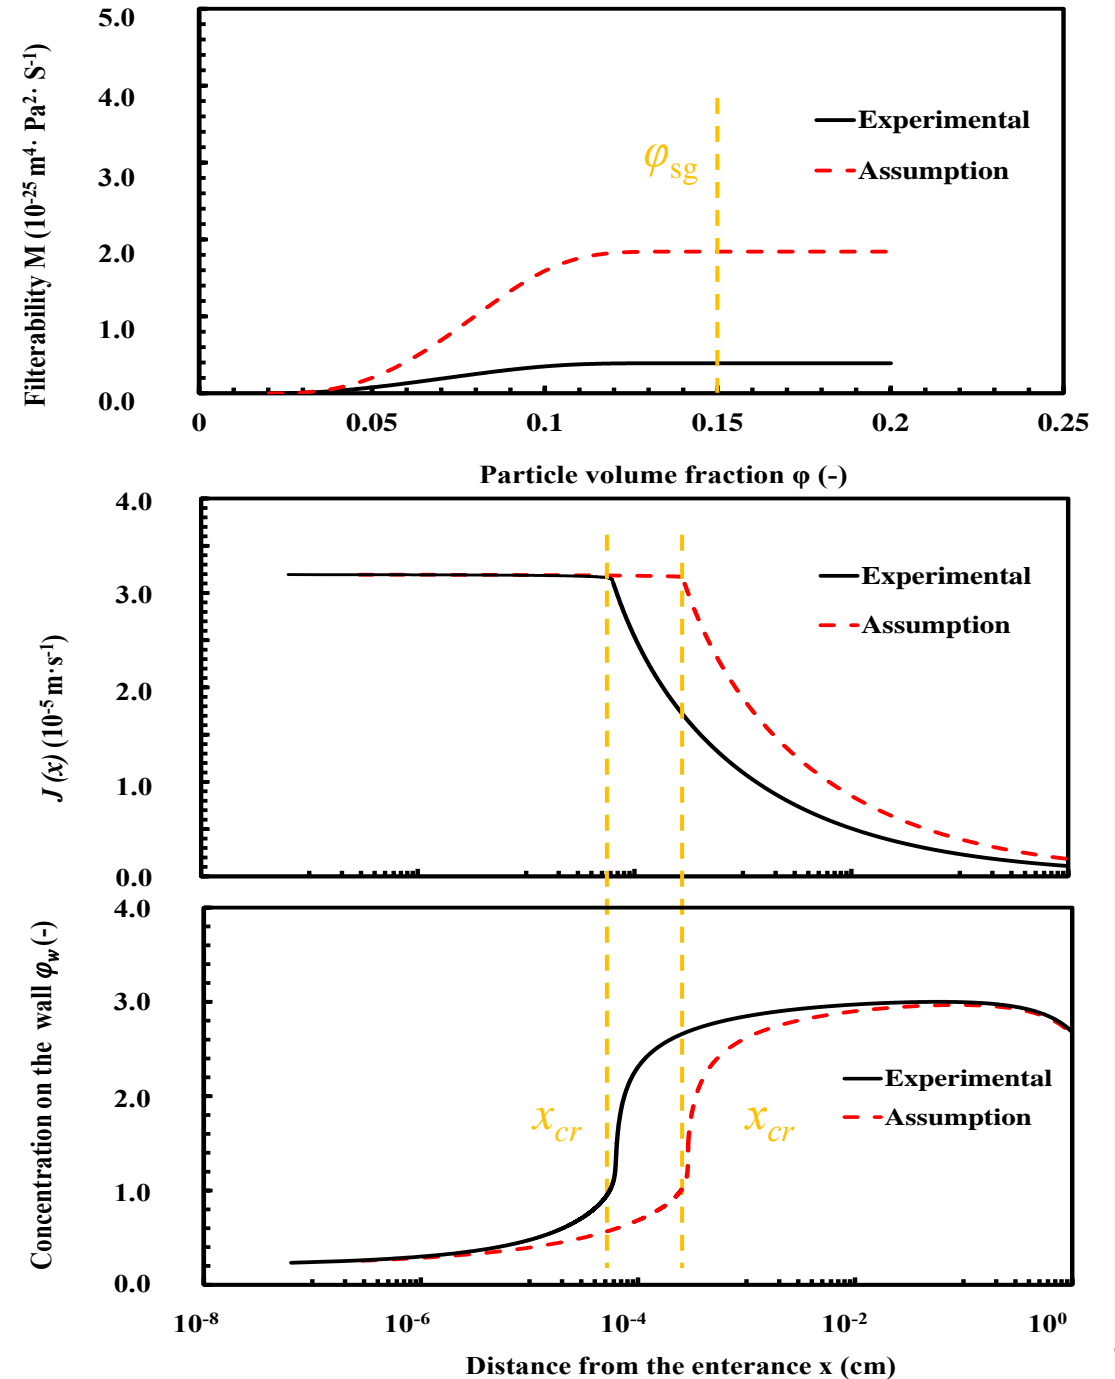 5.0
4.0
3.0
2.0
1.0
0.0
Filterability M (10⁻²⁵ m⁴· Pa²· S⁻¹)
φsg
Experimental
Assumption
0 0.05 0.1 0.15 0.2 0.25
Particle volume fraction φ (-)
4.0
3.0
2.0
1.0
0.0
J (x) (10⁻⁵ m·s⁻¹)
Experimental
Assumption
4.0
3.0
2.0
1.0
0.0
Concentration on the wall φw (-)
xcr
xcr
Experimental
Assumption
10⁻⁸ 10⁻⁶ 10⁻⁴ 10⁻² 10⁰
Distance from the enterance x (cm)